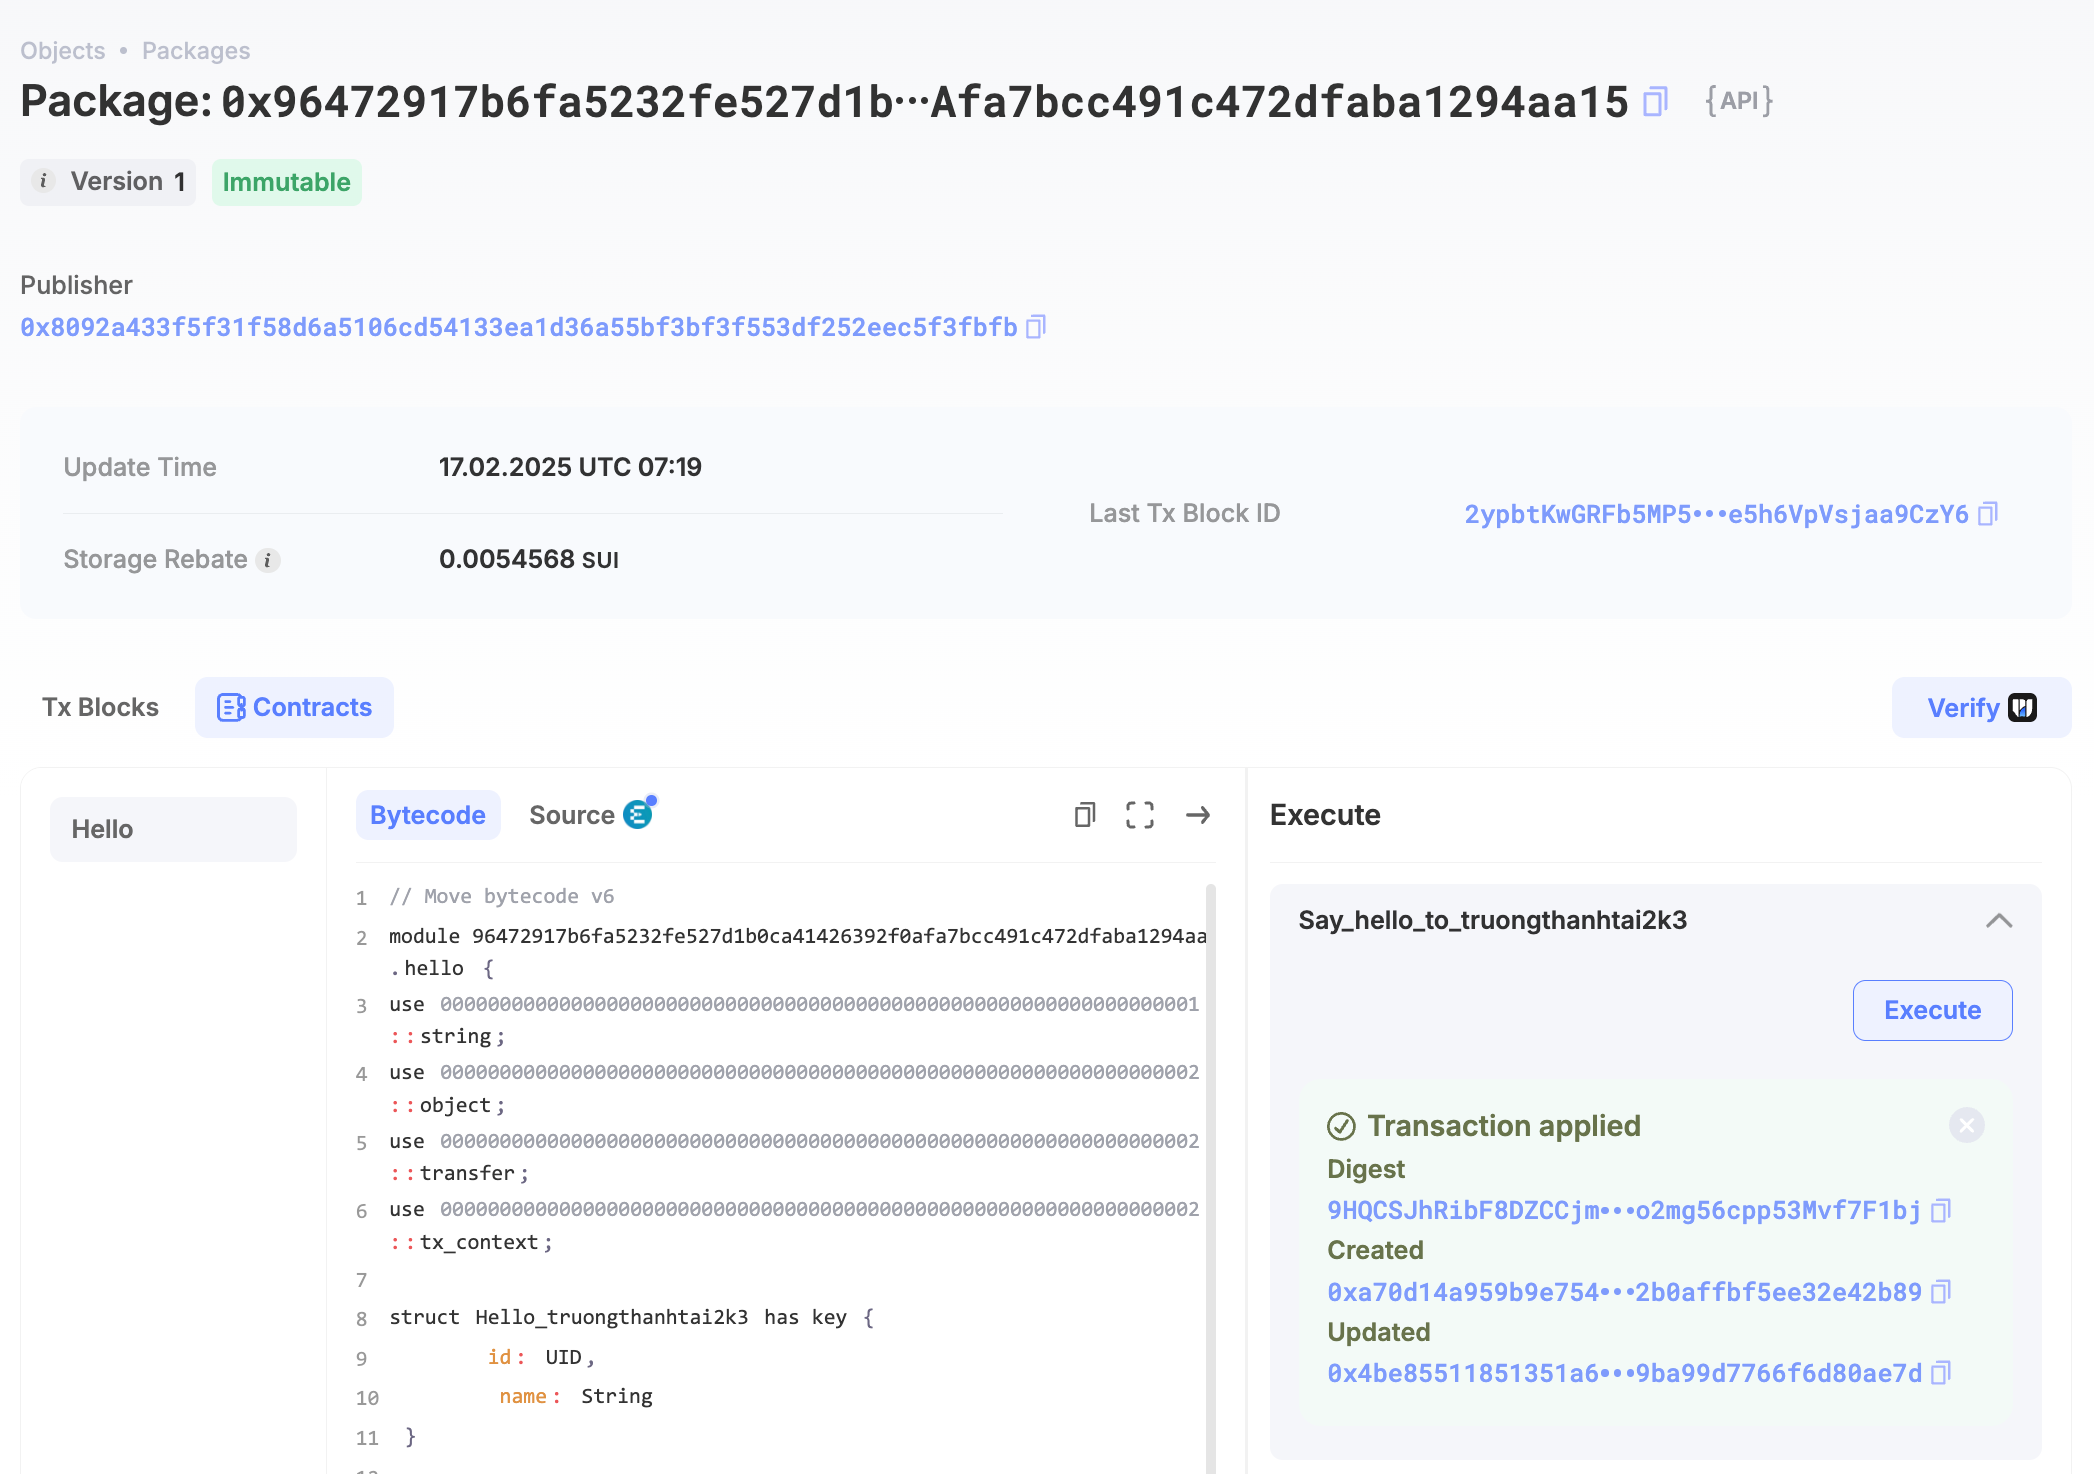 Objects • Packages
Package: 0x96472917b6fa5232fe527d1b···Afa7bcc491c472dfaba1294aa15 {API}
i Version 1 Immutable
Publisher
0x8092a433f5f31f58d6a5106cd54133ea1d36a55bf3bf3f553df252eec5f3fbfb
Update Time 17.02.2025 UTC 07:19
Last Tx Block ID 2ypbtKwGRFb5MP5•••e5h6VpVsjaa9CzY6
Storage Rebate i 0.0054568 SUI
Tx Blocks Contracts Verify
Hello
Bytecode Source
1 // Move bytecode v6
2 module 96472917b6fa5232fe527d1b0ca41426392f0afa7bcc491c472dfaba1294aa
.hello {
3 use 0000000000000000000000000000000000000000000000000000000000000001
::string;
4 use 0000000000000000000000000000000000000000000000000000000000000002
::object;
5 use 0000000000000000000000000000000000000000000000000000000000000002
::transfer;
6 use 0000000000000000000000000000000000000000000000000000000000000002
::tx_context;
7
8 struct Hello_truongthanhtai2k3 has key {
9 id: UID,
10 name: String
11 }
Execute
Say_hello_to_truongthanhtai2k3
Execute
Transaction applied
Digest
9HQCSJhRibF8DZCCjm•••o2mg56cpp53Mvf7F1bj
Created
0xa70d14a959b9e754•••2b0affbf5ee32e42b89
Updated
0x4be85511851351a6•••9ba99d7766f6d80ae7d